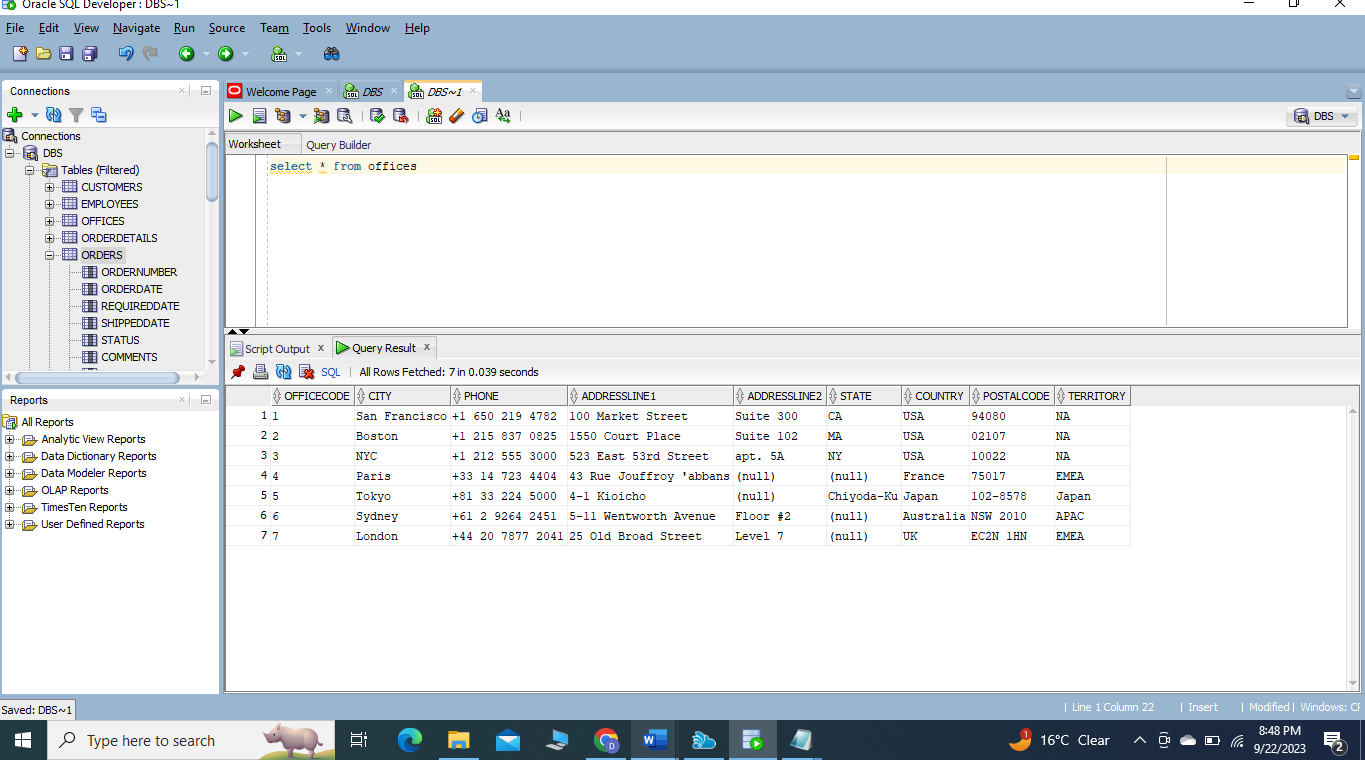 Oracle SQL Developer : DBS~1
File Edit View Navigate Run Source Team Tools Window Help
Connections
Connections
DBS
Tables (Filtered)
CUSTOMERS
EMPLOYEES
OFFICES
ORDERDETAILS
ORDERS
ORDERNUMBER
ORDERDATE
REQUIREDDATE
SHIPPEDDATE
STATUS
COMMENTS
Reports
All Reports
Analytic View Reports
Data Dictionary Reports
Data Modeler Reports
OLAP Reports
TimesTen Reports
User Defined Reports
Welcome Page DBS DBS~1
SQL Aa DBS
Worksheet Query Builder
select * from offices
Script Output x Query Result x
SQL | All Rows Fetched: 7 in 0.039 seconds
OFFICECODE CITY PHONE ADDRESSLINE1 ADDRESSLINE2 STATE COUNTRY POSTALCODE TERRITORY
1 1 San Francisco +1 650 219 4782 100 Market Street Suite 300 CA USA 94080 NA
2 2 Boston +1 215 837 0825 1550 Court Place Suite 102 MA USA 02107 NA
3 3 NYC +1 212 555 3000 523 East 53rd Street apt. 5A NY USA 10022 NA
4 4 Paris +33 14 723 4404 43 Rue Jouffroy 'abbans (null) (null) France 75017 EMEA
5 5 Tokyo +81 33 224 5000 4-1 Kioicho (null) Chiyoda-Ku Japan 102-8578 Japan
6 6 Sydney +61 2 9264 2451 5-11 Wentworth Avenue Floor #2 (null) Australia NSW 2010 APAC
7 7 London +44 20 7877 2041 25 Old Broad Street Level 7 (null) UK EC2N 1HN EMEA
Saved: DBS~1
| Line 1 Column 22 | Insert | Modified | Windows: CF
Type here to search
1 16°C Clear
8:48 PM
9/22/2023
2